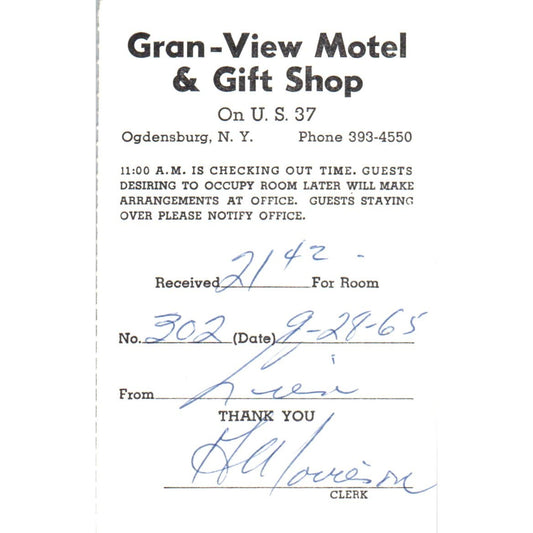 Gran-View Motel
& Gift Shop
On U. S. 37
Ogdensburg, N. Y. Phone 393-4550
11:00 A.M. IS CHECKING OUT TIME. GUESTS
DESIRING TO OCCUPY ROOM LATER WILL MAKE
ARRANGEMENTS AT OFFICE. GUESTS STAYING
OVER PLEASE NOTIFY OFFICE.
Received 21 42 - For Room
No. 302 (Date) 9-29-65
From
THANK YOU
CLERK